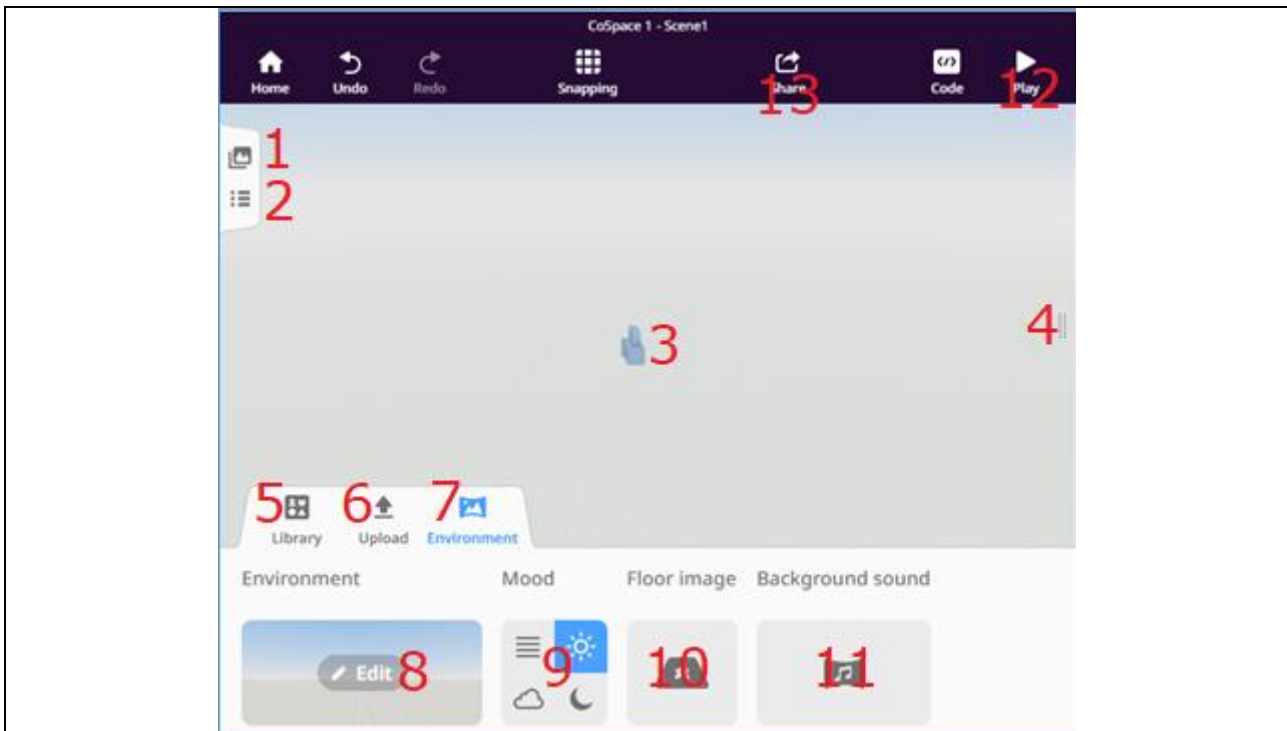 CoSpace 1 - Scene1
Home Undo Redo Snapping Share Code Play
13 12
1
2
3
4
5 6 7
Library Upload Environment
Environment Mood Floor image Background sound
Edit 8 9 10 11